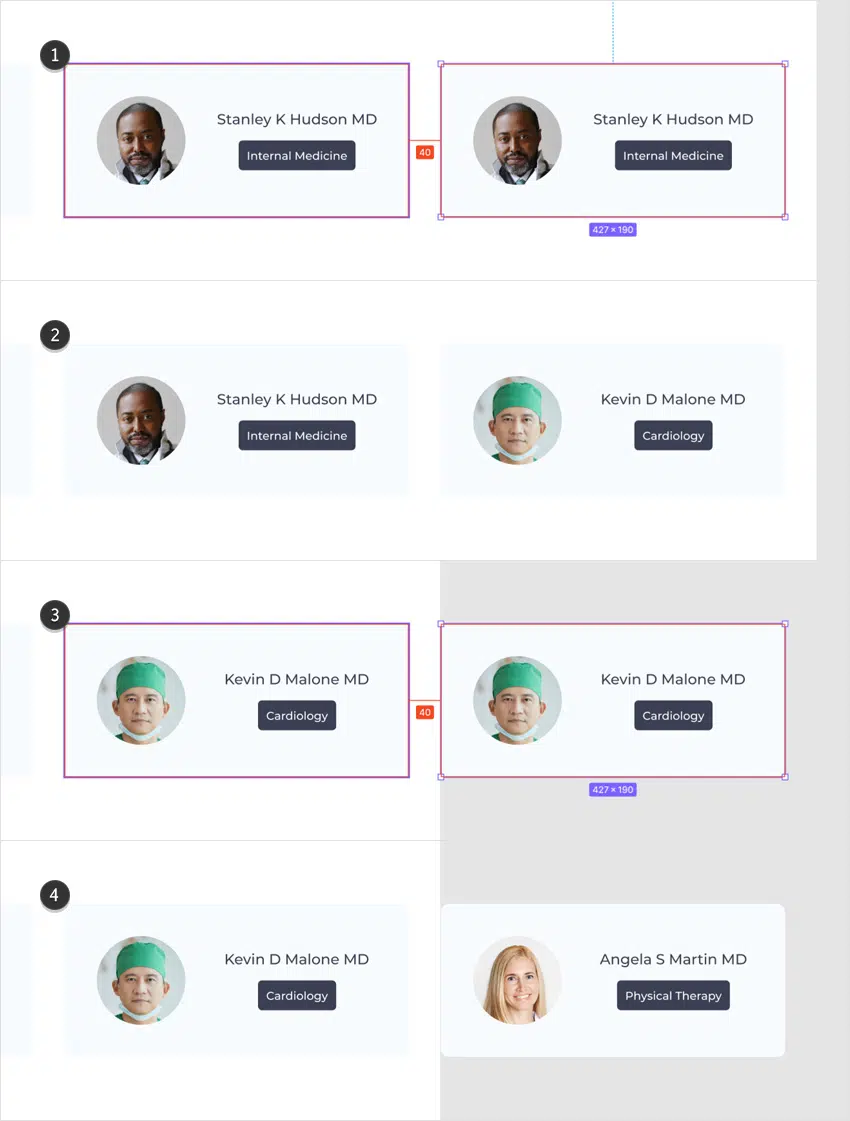 1
Stanley K Hudson MD
Internal Medicine
40
Stanley K Hudson MD
Internal Medicine
427 × 190
2
Stanley K Hudson MD
Internal Medicine
Kevin D Malone MD
Cardiology
3
Kevin D Malone MD
Cardiology
40
Kevin D Malone MD
Cardiology
427 × 190
4
Kevin D Malone MD
Cardiology
Angela S Martin MD
Physical Therapy